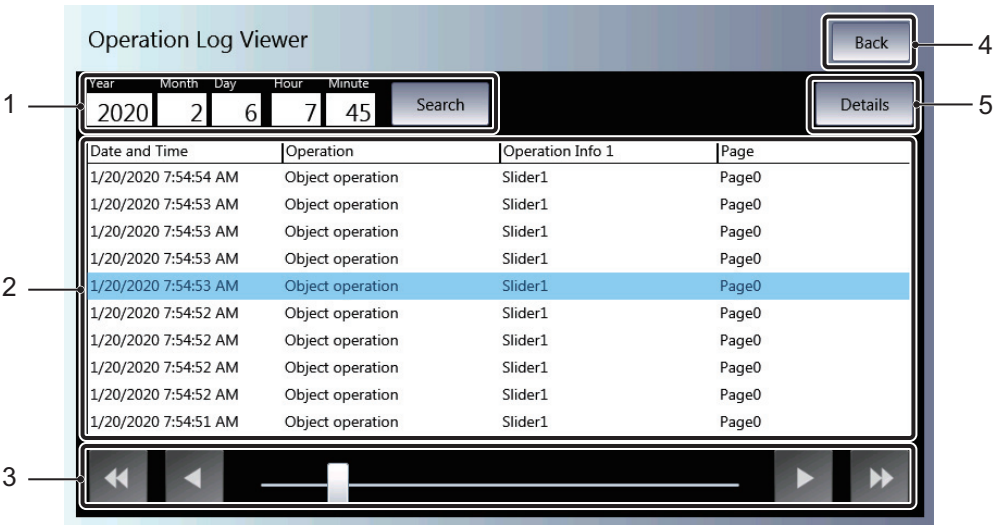 Operation Log Viewer
Back
4
Year Month Day Hour Minute
1
2020 2 6 7 45 Search
Details
5
Date and Time Operation Operation Info 1 Page
1/20/2020 7:54:54 AM Object operation Slider1 Page0
1/20/2020 7:54:53 AM Object operation Slider1 Page0
1/20/2020 7:54:53 AM Object operation Slider1 Page0
1/20/2020 7:54:53 AM Object operation Slider1 Page0
2
1/20/2020 7:54:53 AM Object operation Slider1 Page0
1/20/2020 7:54:52 AM Object operation Slider1 Page0
1/20/2020 7:54:52 AM Object operation Slider1 Page0
1/20/2020 7:54:52 AM Object operation Slider1 Page0
1/20/2020 7:54:52 AM Object operation Slider1 Page0
1/20/2020 7:54:51 AM Object operation Slider1 Page0
3